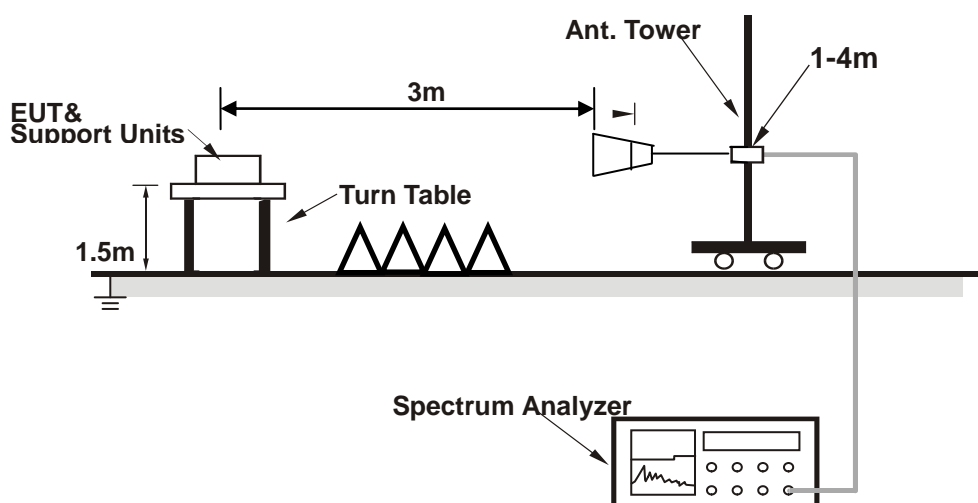 Ant. Tower
1-4m
3m
EUT&
Support Units
Turn Table
1.5m
Spectrum Analyzer